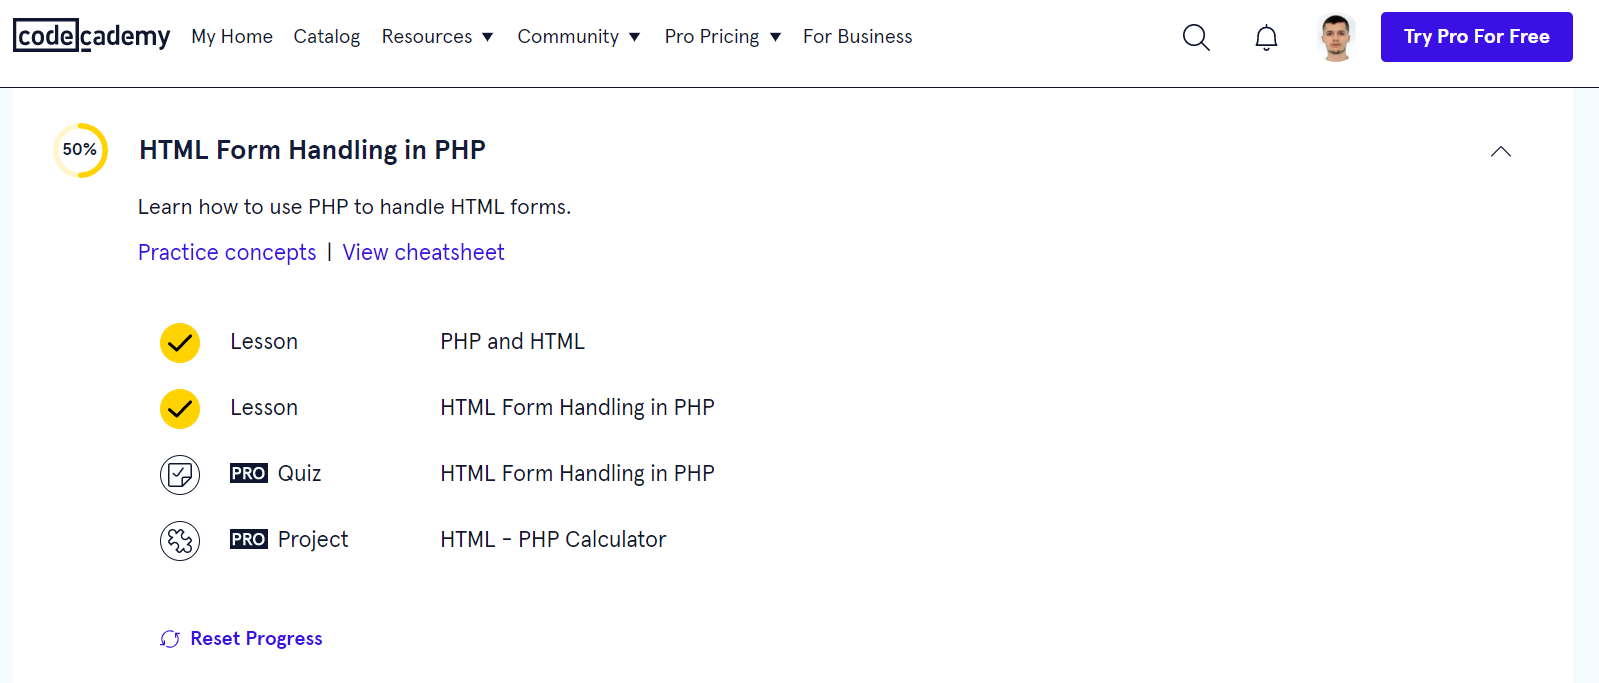 codecademy My Home Catalog Resources Community Pro Pricing For Business Try Pro For Free
50% HTML Form Handling in PHP
Learn how to use PHP to handle HTML forms.
Practice concepts | View cheatsheet
Lesson PHP and HTML
Lesson HTML Form Handling in PHP
PRO Quiz HTML Form Handling in PHP
PRO Project HTML - PHP Calculator
Reset Progress